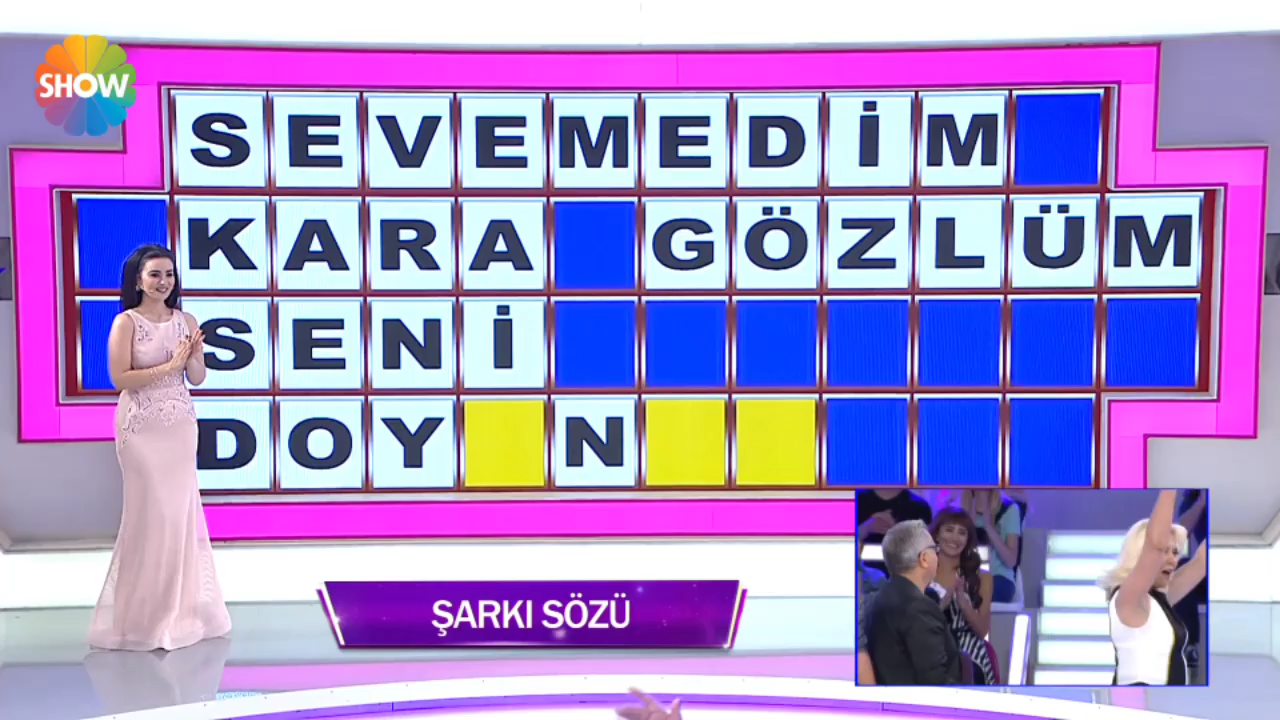 SHOW
SEVEMEDİM
KARA GÖZLÜM
SENİ
DOY N
ŞARKI SÖZÜ